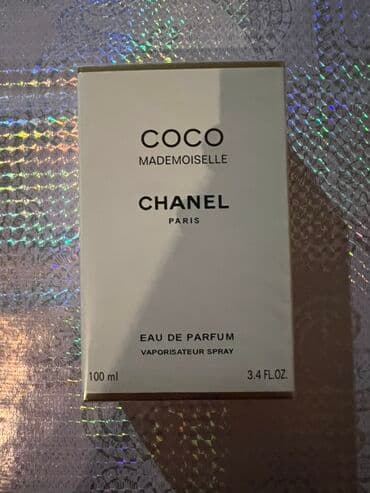 COCO
MADEMOISELLE
CHANEL
PARIS
EAU DE PARFUM
VAPORISATEUR SPRAY
100 ml 3.4 FL.OZ.